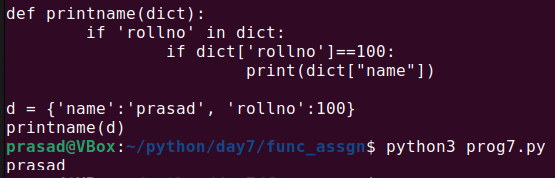 def printname(dict):
        if 'rollno' in dict:
                if dict['rollno']==100:
                        print(dict["name"])

d = {'name':'prasad', 'rollno':100}
printname(d)
prasad@VBox:~/python/day7/func_assgn$ python3 prog7.py
prasad